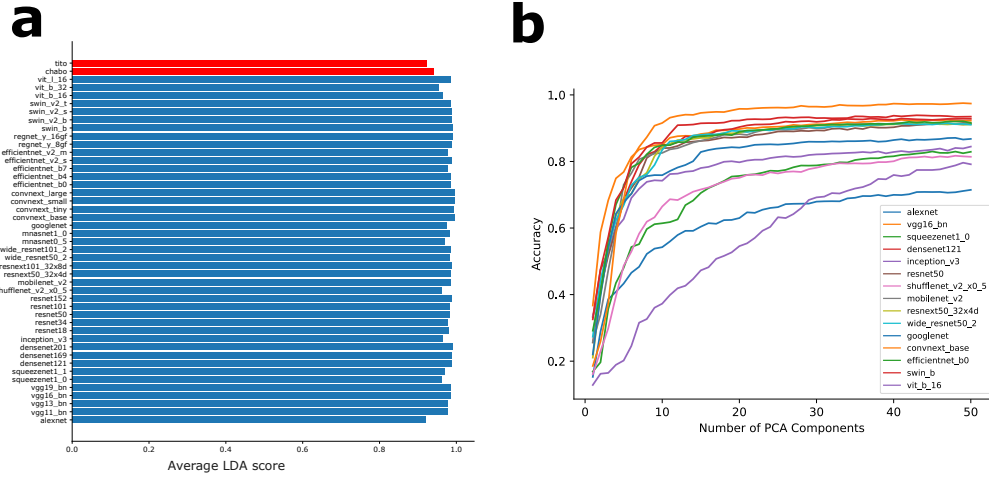 a
tito
chabo
vit_l_16
vit_b_32
vit_b_16
swin_v2_t
swin_v2_s
swin_v2_b
swin_b
regnet_y_16gf
regnet_y_8gf
efficientnet_v2_m
efficientnet_v2_s
efficientnet_b7
efficientnet_b4
efficientnet_b0
convnext_large
convnext_small
convnext_tiny
convnext_base
googlenet
mnasnet1_0
mnasnet0_5
wide_resnet101_2
wide_resnet50_2
resnext101_32x8d
resnext50_32x4d
mobilenet_v2
shufflenet_v2_x0_5
resnet152
resnet101
resnet50
resnet34
resnet18
inception_v3
densenet201
densenet169
densenet121
squeezenet1_1
squeezenet1_0
vgg19_bn
vgg16_bn
vgg13_bn
vgg11_bn
alexnet
0.0 0.2 0.4 0.6 0.8 1.0
Average LDA score
b
1.0
0.8
0.6
0.4
0.2
Accuracy
alexnet
vgg16_bn
squeezenet1_0
densenet121
inception_v3
resnet50
shufflenet_v2_x0_5
mobilenet_v2
resnext50_32x4d
wide_resnet50_2
googlenet
convnext_base
efficientnet_b0
swin_b
vit_b_16
0 10 20 30 40 50
Number of PCA Components